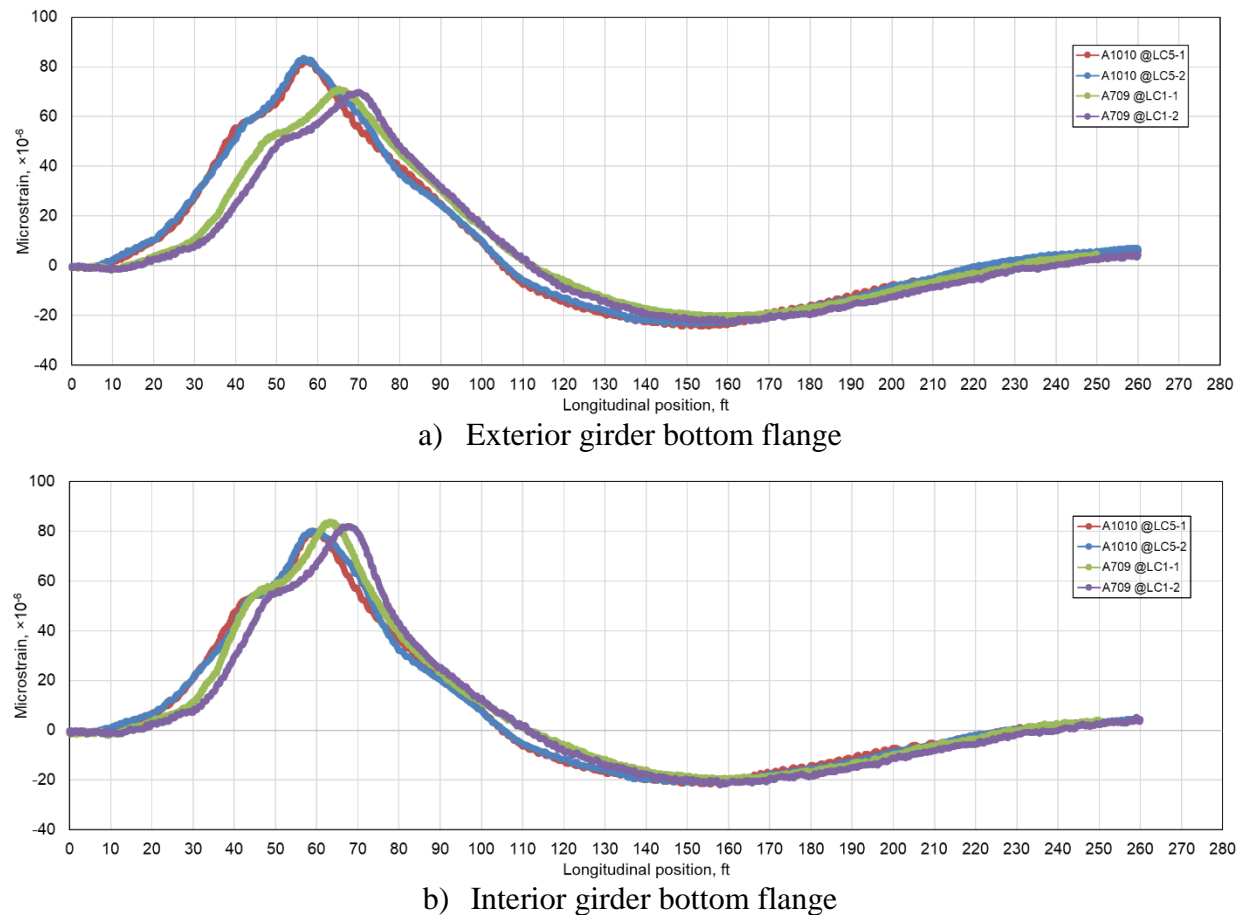 100
80
60
40
20
0
-20
-40
Microstrain, ×10⁻⁶
A1010 @LC5-1
A1010 @LC5-2
A709 @LC1-1
A709 @LC1-2
0 10 20 30 40 50 60 70 80 90 100 110 120 130 140 150 160 170 180 190 200 210 220 230 240 250 260 270 280
Longitudinal position, ft
a) Exterior girder bottom flange
100
80
60
40
20
0
-20
-40
Microstrain, ×10⁻⁶
A1010 @LC5-1
A1010 @LC5-2
A709 @LC1-1
A709 @LC1-2
0 10 20 30 40 50 60 70 80 90 100 110 120 130 140 150 160 170 180 190 200 210 220 230 240 250 260 270 280
Longitudinal position, ft
b) Interior girder bottom flange